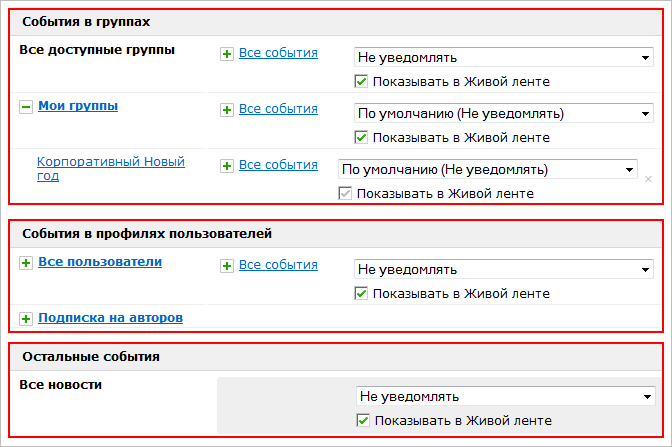 События в группах
Все доступные группы
Все события
Не уведомлять
Показывать в Живой ленте
Мои группы
Все события
По умолчанию (Не уведомлять)
Показывать в Живой ленте
Корпоративный Новый
год
Все события
По умолчанию (Не уведомлять)
Показывать в Живой ленте
События в профилях пользователей
Все пользователи
Все события
Не уведомлять
Показывать в Живой ленте
Подписка на авторов
Остальные события
Все новости
Не уведомлять
Показывать в Живой ленте